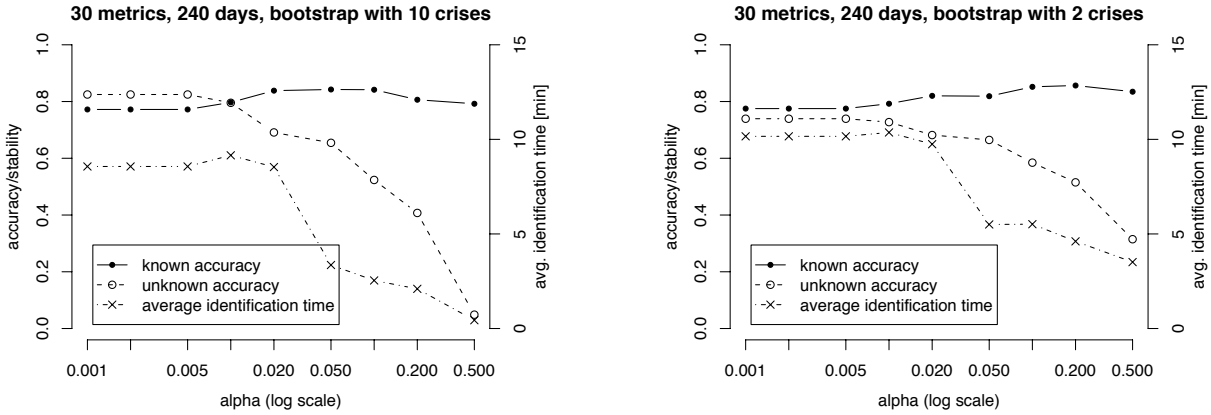 30 metrics, 240 days, bootstrap with 10 crises
accuracy/stability
0.0 0.2 0.4 0.6 0.8 1.0
known accuracy
unknown accuracy
average identification time
0 5 10 15
avg. identification time [min]
0.001 0.005 0.020 0.050 0.200 0.500
alpha (log scale)
30 metrics, 240 days, bootstrap with 2 crises
accuracy/stability
0.0 0.2 0.4 0.6 0.8 1.0
known accuracy
unknown accuracy
average identification time
0 5 10 15
avg. identification time [min]
0.001 0.005 0.020 0.050 0.200 0.500
alpha (log scale)